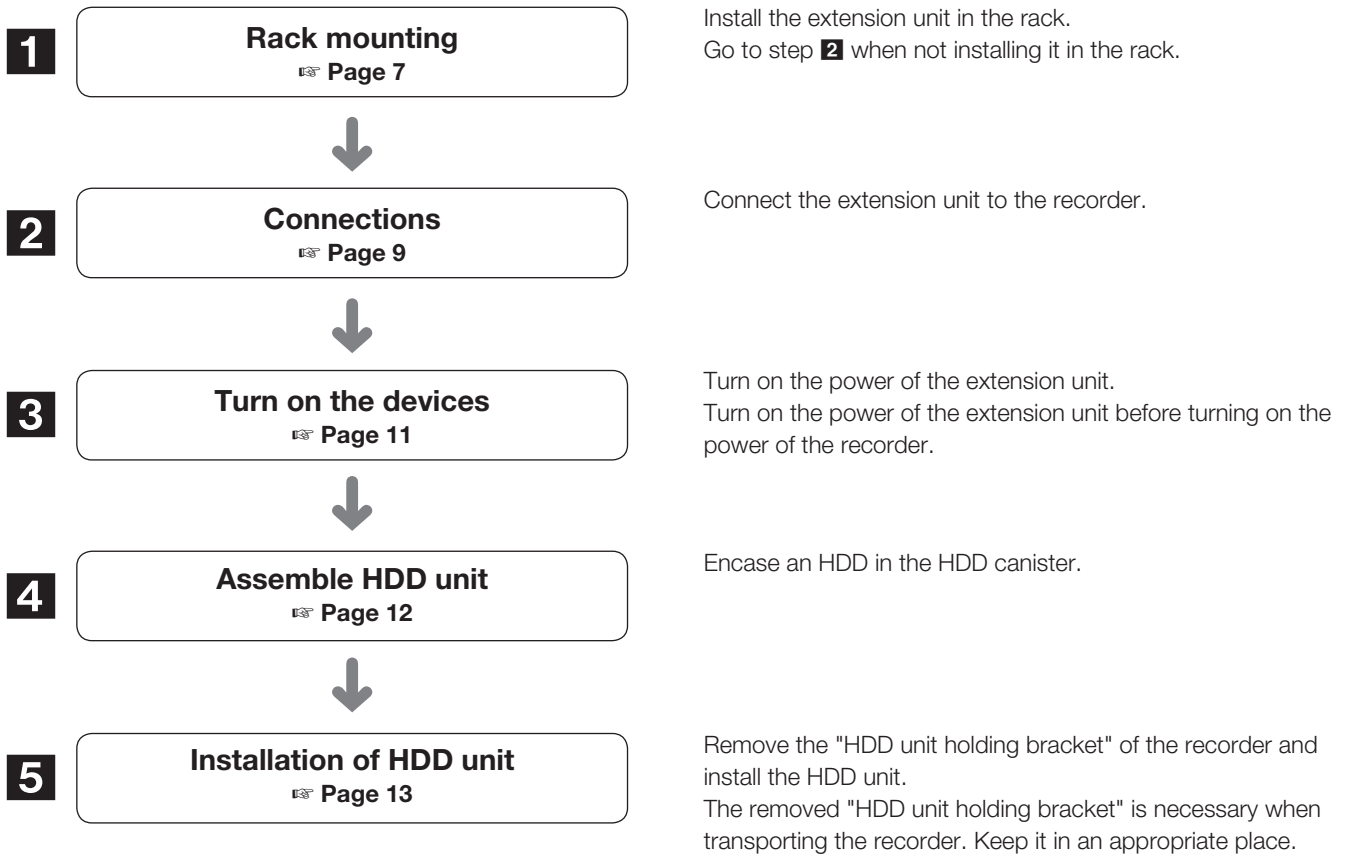 1
Rack mounting
☞ Page 7
Install the extension unit in the rack.
Go to step 2 when not installing it in the rack.
2
Connections
☞ Page 9
Connect the extension unit to the recorder.
3
Turn on the devices
☞ Page 11
Turn on the power of the extension unit.
Turn on the power of the extension unit before turning on the
power of the recorder.
4
Assemble HDD unit
☞ Page 12
Encase an HDD in the HDD canister.
5
Installation of HDD unit
☞ Page 13
Remove the "HDD unit holding bracket" of the recorder and
install the HDD unit.
The removed "HDD unit holding bracket" is necessary when
transporting the recorder. Keep it in an appropriate place.